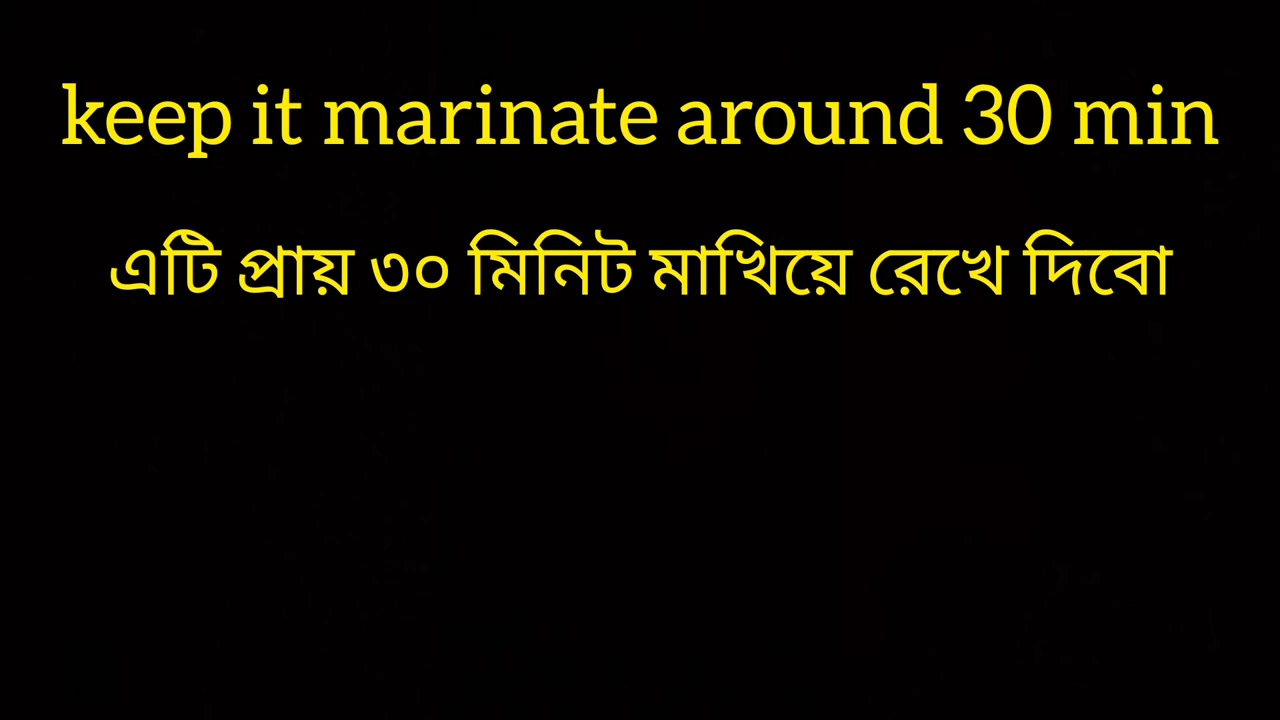 keep it marinate around 30 min
এটি প্রায় ৩০ মিনিট মাখিয়ে রেখে দিবো